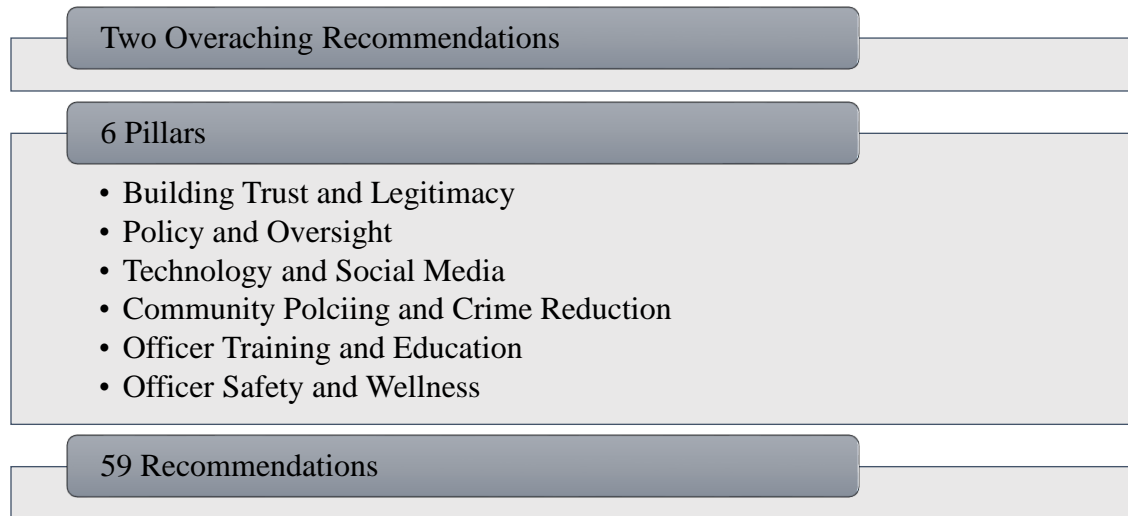 Two Overaching Recommendations
6 Pillars
• Building Trust and Legitimacy
• Policy and Oversight
• Technology and Social Media
• Community Polciing and Crime Reduction
• Officer Training and Education
• Officer Safety and Wellness
59 Recommendations